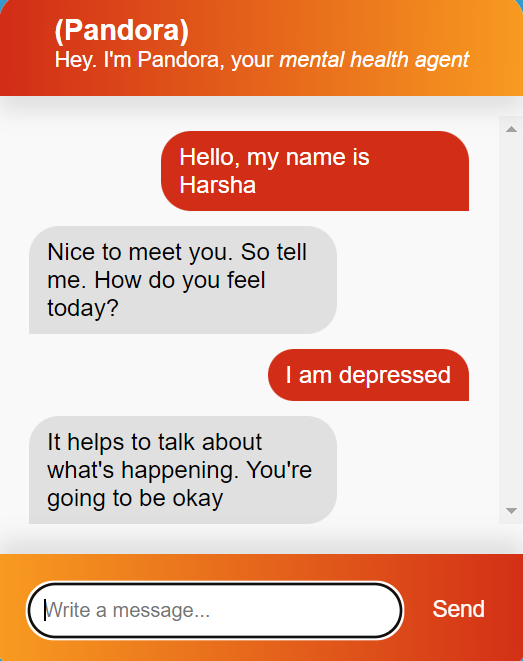 (Pandora)
Hey. I'm Pandora, your mental health agent
Hello, my name is
Harsha
Nice to meet you. So tell
me. How do you feel
today?
I am depressed
It helps to talk about
what's happening. You're
going to be okay
Write a message...
Send